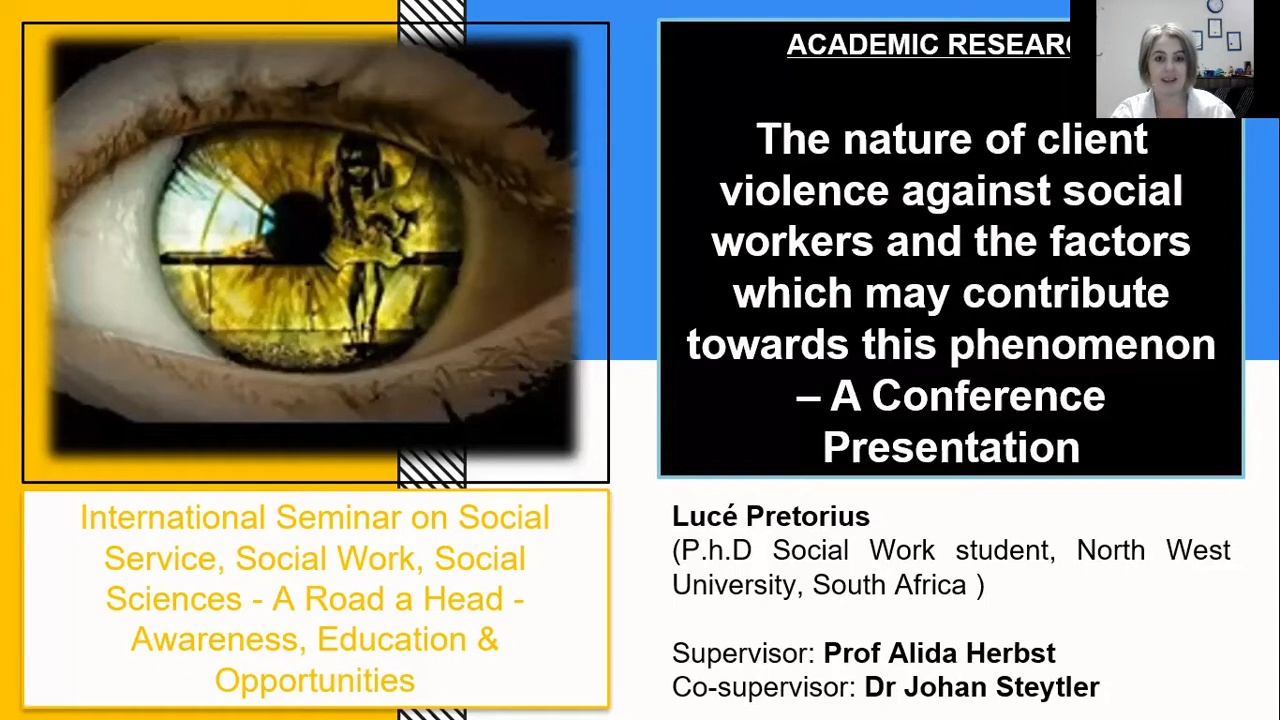 ACADEMIC RESEARC
The nature of client
violence against social
workers and the factors
which may contribute
towards this phenomenon
– A Conference
Presentation
International Seminar on Social
Service, Social Work, Social
Sciences - A Road a Head -
Awareness, Education &
Opportunities
Lucé Pretorius
(P.h.D Social Work student, North West
University, South Africa )
Supervisor: Prof Alida Herbst
Co-supervisor: Dr Johan Steytler